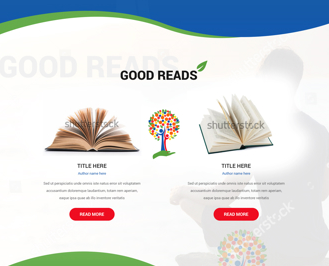 GOOD READS
GOOD READS
shutterstock
shutterstock
TITLE HERE
Author name here
Sed ut perspiciatis unde omnis iste natus error sit voluptatem
accusantium doloremque laudantium, totam rem aperiam,
eaque ipsa quae ab illo inventore veritatis
READ MORE
TITLE HERE
Author name here
Sed ut perspiciatis unde omnis iste natus error sit voluptatem
accusantium doloremque laudantium, totam rem aperiam,
eaque ipsa quae ab illo inventore veritatis
READ MORE